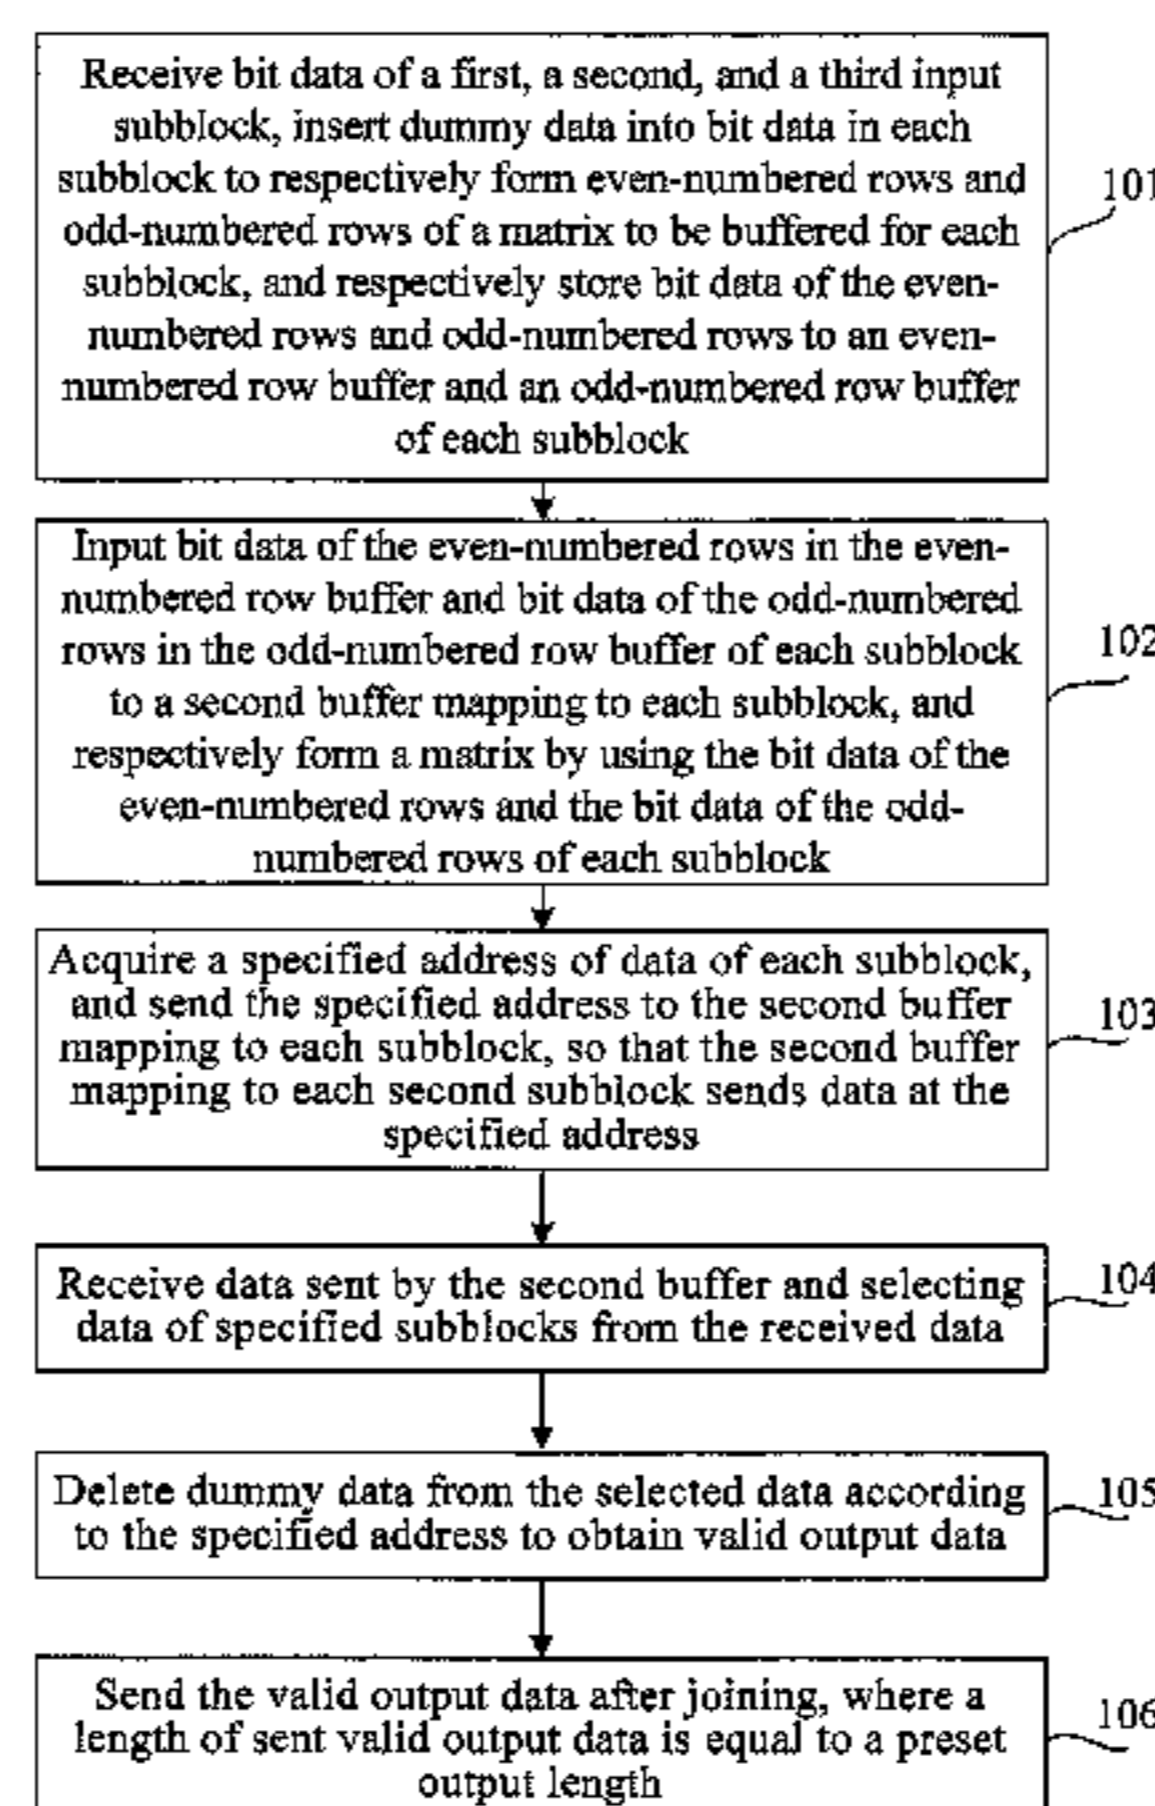 Receive bit data of a first, a second, and a third input
subblock, insert dummy data into bit data in each
subblock to respectively form even-numbered rows and
odd-numbered rows of a matrix to be buffered for each
subblock, and respectively store bit data of the even-
numbered rows and odd-numbered rows to an even-
numbered row buffer and an odd-numbered row buffer
of each subblock
101
Input bit data of the even-numbered rows in the even-
numbered row buffer and bit data of the odd-numbered
rows in the odd-numbered row buffer of each subblock
to a second buffer mapping to each subblock, and
respectively form a matrix by using the bit data of the
even-numbered rows and the bit data of the odd-
numbered rows of each subblock
102
Acquire a specified address of data of each subblock,
and send the specified address to the second buffer
mapping to each subblock, so that the second buffer
mapping to each second subblock sends data at the
specified address
103
Receive data sent by the second buffer and selecting
data of specified subblocks from the received data
104
Delete dummy data from the selected data according
to the specified address to obtain valid output data
105
Send the valid output data after joining, where a
length of sent valid output data is equal to a preset
output length
106